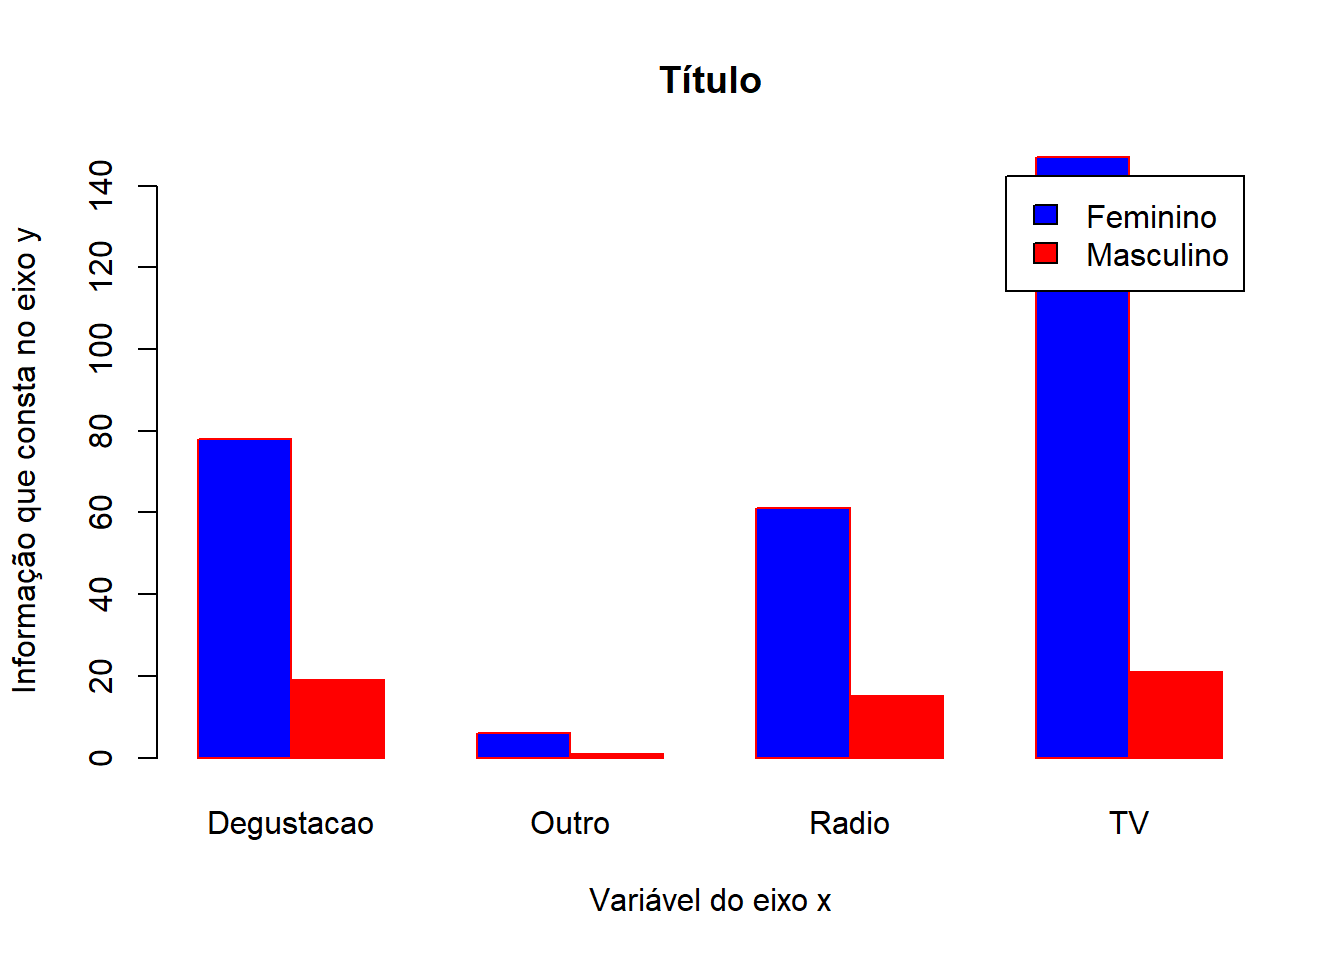 Título
Informação que consta no eixo y
140
120
100
80
60
40
20
0
Feminino
Masculino
Degustacao Outro Radio TV
Variável do eixo x